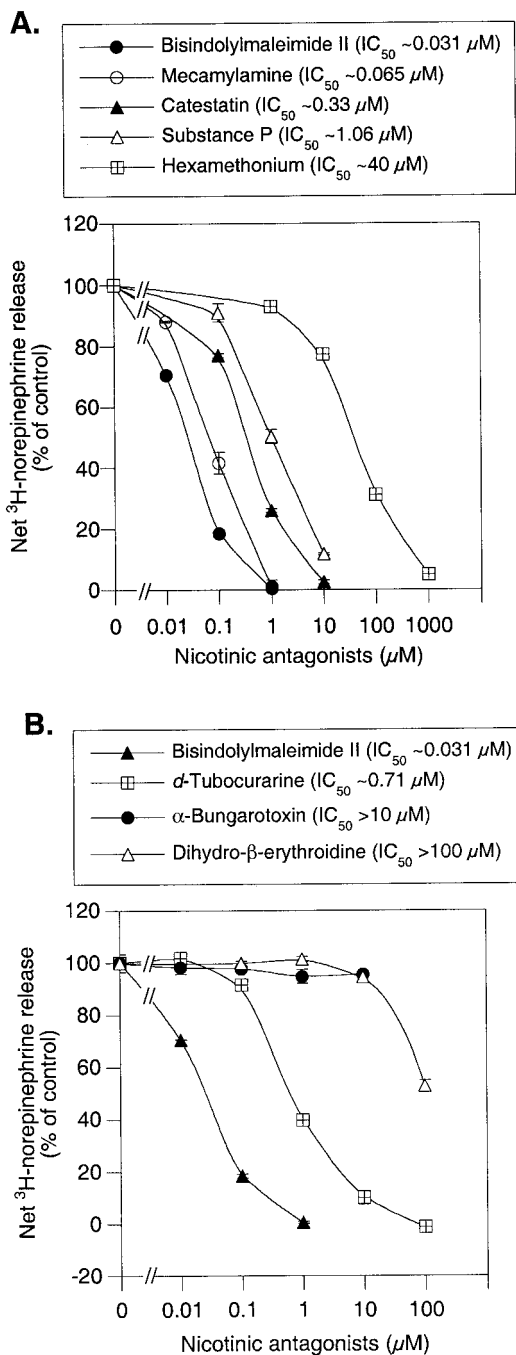 A.
Bisindolylmaleimide II (IC50 ~0.031 µM)
Mecamylamine (IC50 ~0.065 µM)
Catestatin (IC50 ~0.33 µM)
Substance P (IC50 ~1.06 µM)
Hexamethonium (IC50 ~40 µM)
120
100
80
60
40
20
0
Net 3H-norepinephrine release
(% of control)
0 0.01 0.1 1 10 100 1000
Nicotinic antagonists (µM)
B.
Bisindolylmaleimide II (IC50 ~0.031 µM)
d-Tubocurarine (IC50 ~0.71 µM)
α-Bungarotoxin (IC50 >10 µM)
Dihydro-β-erythroidine (IC50 >100 µM)
120
100
80
60
40
20
0
-20
Net 3H-norepinephrine release
(% of control)
0 0.01 0.1 1 10 100
Nicotinic antagonists (µM)